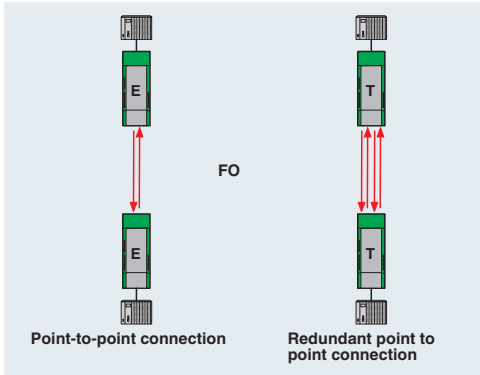 E
T
FO
E
T
Point-to-point connection
Redundant point to
point connection